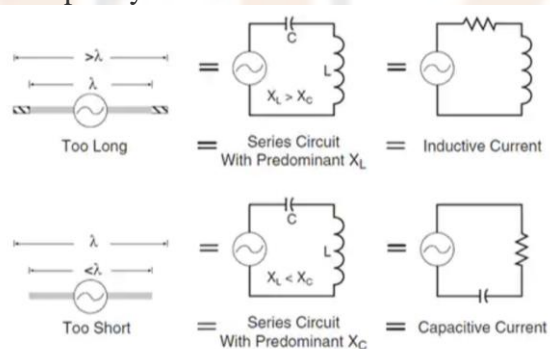 >λ
λ
C
L
X_L > X_C
= = 
Too Long = Series Circuit With Predominant X_L = Inductive Current
λ
<λ
C
L
X_L < X_C
= =
Too Short = Series Circuit With Predominant X_C = Capacitive Current